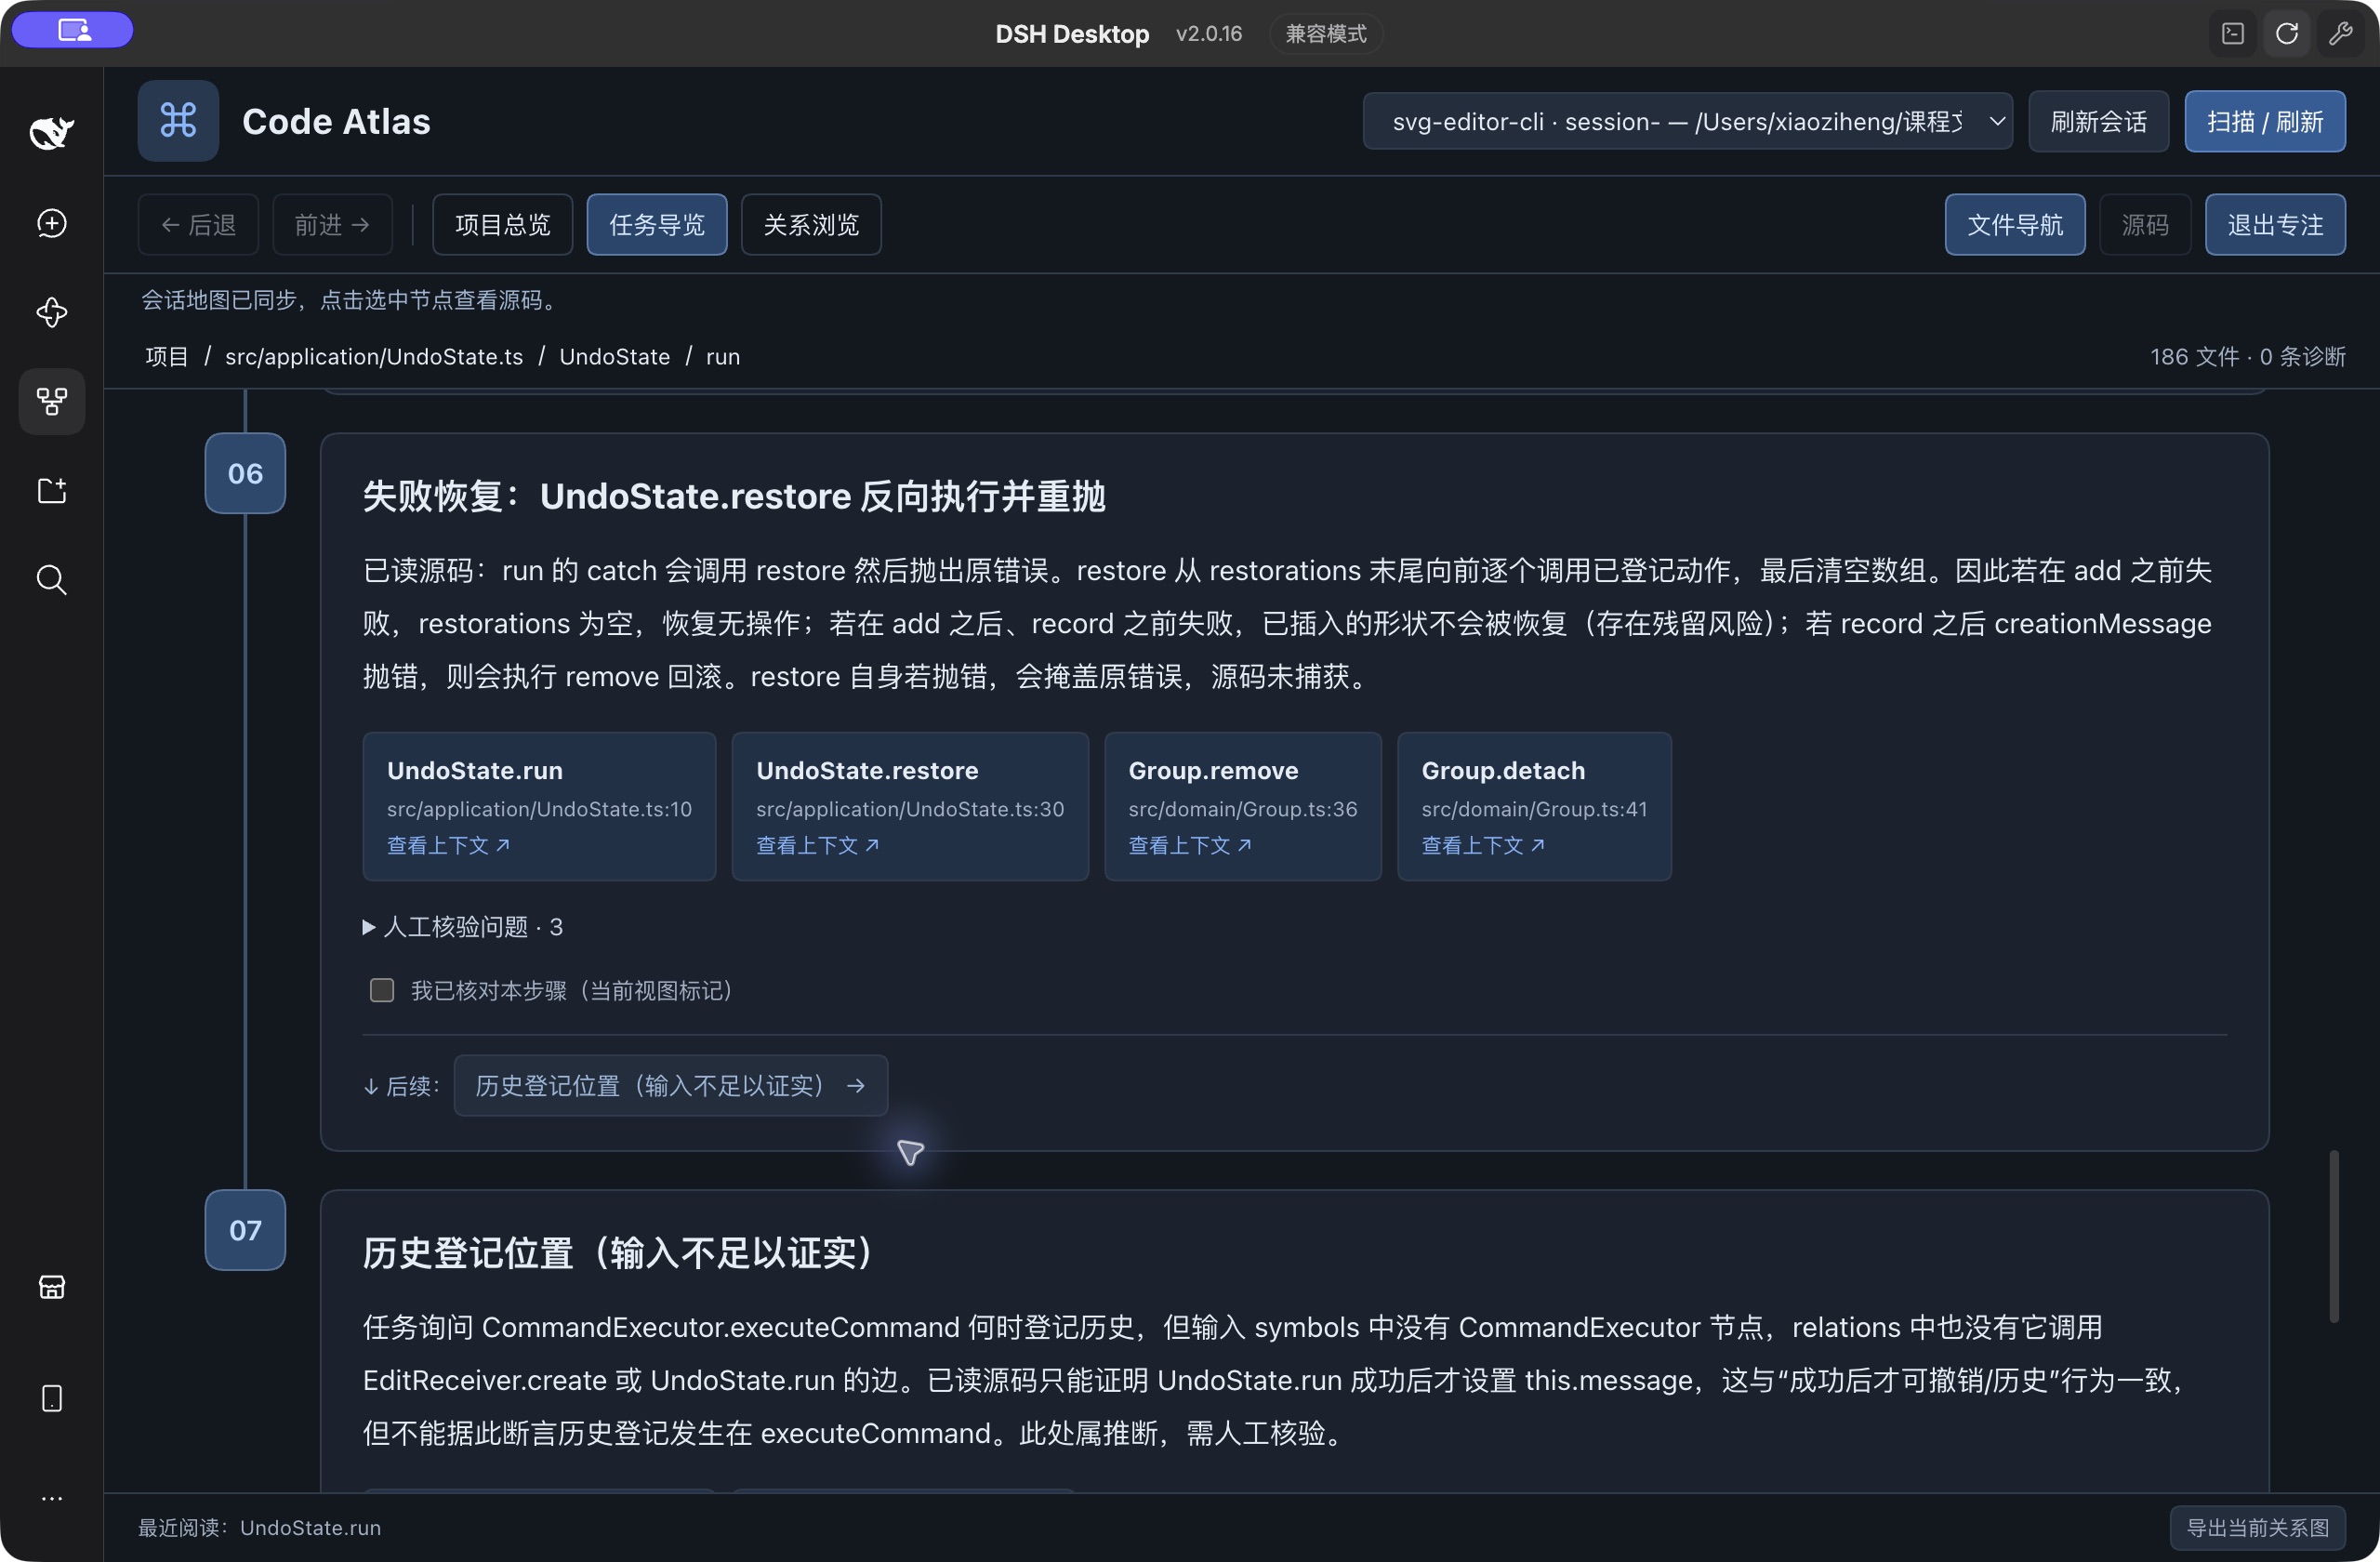 DSH Desktop v2.0.16 兼容模式
Code Atlas
svg-editor-cli · session- — /Users/xiaoziheng/课程
刷新会话
扫描 / 刷新
← 后退
前进 →
项目总览
任务导览
关系浏览
文件导航
源码
退出专注
会话地图已同步，点击选中节点查看源码。
项目 / src/application/UndoState.ts / UndoState / run
186 文件 · 0 条诊断
06
失败恢复：UndoState.restore 反向执行并重抛
已读源码：run 的 catch 会调用 restore 然后抛出原错误。restore 从 restorations 末尾向前逐个调用已登记动作，最后清空数组。因此若在 add 之前失
败，restorations 为空，恢复无操作；若在 add 之后、record 之前失败，已插入的形状不会被恢复（存在残留风险）；若 record 之后 creationMessage
抛错，则会执行 remove 回滚。restore 自身若抛错，会掩盖原错误，源码未捕获。
UndoState.run
src/application/UndoState.ts:10
查看上下文 ↗
UndoState.restore
src/application/UndoState.ts:30
查看上下文 ↗
Group.remove
src/domain/Group.ts:36
查看上下文 ↗
Group.detach
src/domain/Group.ts:41
查看上下文 ↗
▶ 人工核验问题 · 3
我已核对本步骤（当前视图标记）
↓ 后续： 历史登记位置（输入不足以证实） →
07
历史登记位置（输入不足以证实）
任务询问 CommandExecutor.executeCommand 何时登记历史，但输入 symbols 中没有 CommandExecutor 节点，relations 中也没有它调用
EditReceiver.create 或 UndoState.run 的边。已读源码只能证明 UndoState.run 成功后才设置 this.message，这与“成功后才可撤销/历史”行为一致，
但不能据此断言历史登记发生在 executeCommand。此处属推断，需人工核验。
最近阅读：UndoState.run
导出当前关系图